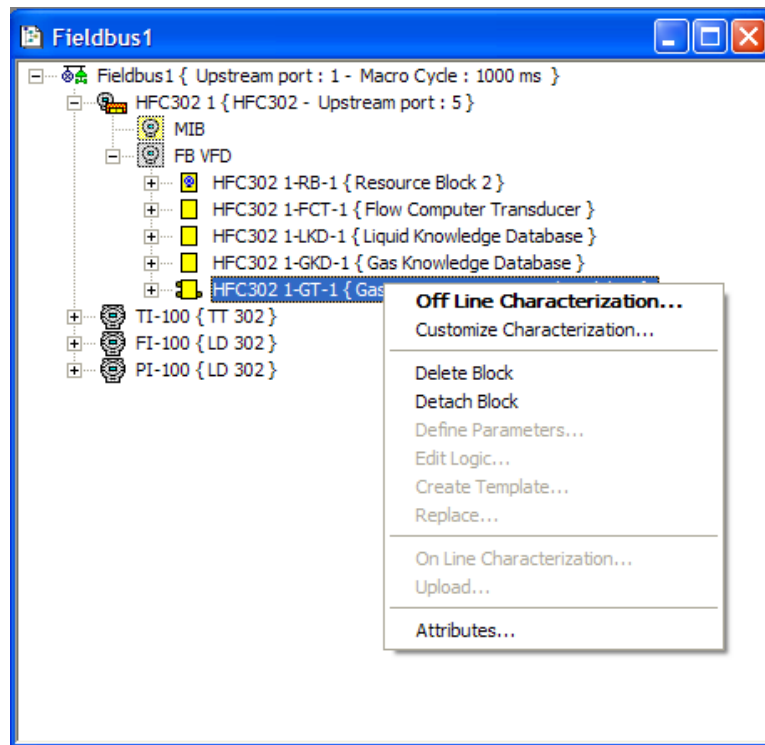 Fieldbus1
Fieldbus1 { Upstream port : 1 - Macro Cycle : 1000 ms }
HFC302 1 { HFC302 - Upstream port : 5 }
MIB
FB VFD
HFC302 1-RB-1 { Resource Block 2 }
HFC302 1-FCT-1 { Flow Computer Transducer }
HFC302 1-LKD-1 { Liquid Knowledge Database }
HFC302 1-GKD-1 { Gas Knowledge Database }
HFC302 1-GT-1 { Gas
TI-100 { TT 302 }
FI-100 { LD 302 }
PI-100 { LD 302 }
Off Line Characterization...
Customize Characterization...
Delete Block
Detach Block
Define Parameters...
Edit Logic...
Create Template...
Replace...
On Line Characterization...
Upload...
Attributes...